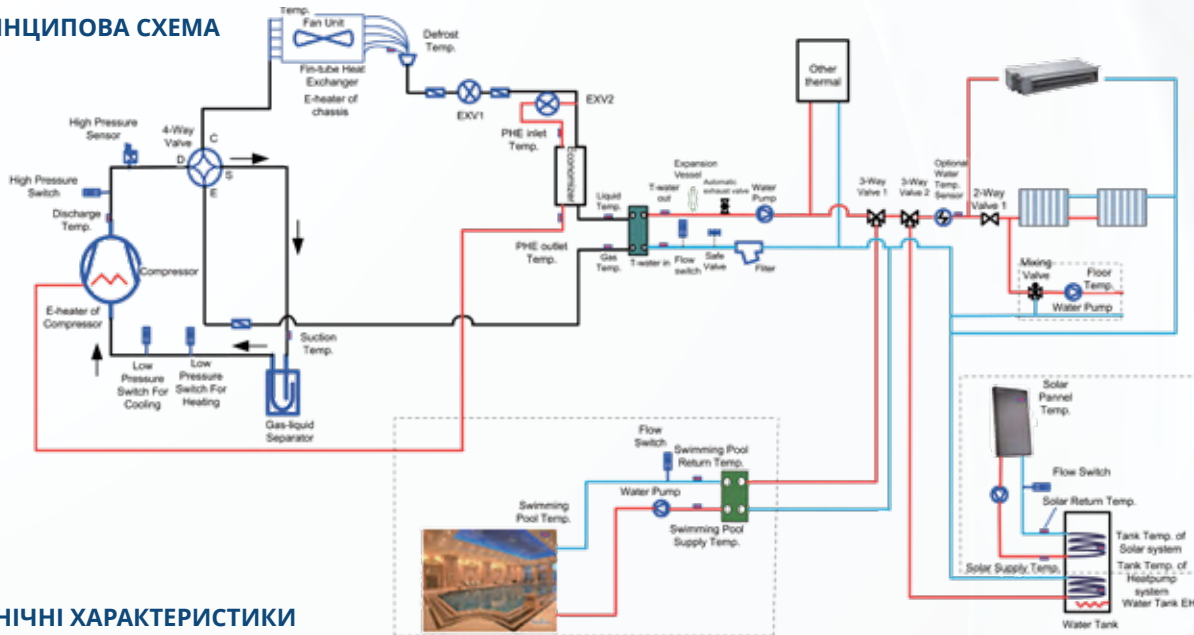 ИНЦИПОВА СХЕМА
Temp.
Fan Unit
Defrost
Temp.
Fin-tube Heat
Exchanger
E-heater of
chassis
EXV1
EXV2
PHE inlet
Temp.
Economizer
PHE outlet
Temp.
High Pressure
Sensor
4-Way
Valve
C
D
S
E
High Pressure
Switch
Discharge
Temp.
Compressor
E-heater of
Compressor
Low
Pressure
Switch For
Cooling
Low
Pressure
Switch For
Heating
Suction
Temp.
Gas-liquid
Separator
Liquid
Temp.
Gas
Temp.
T-water
out
T-water in
Expansion
Vessel
Automatic
exhaust valve
Water
Pump
Flow
switch
Safe
Valve
Filter
Other
thermal
3-Way
Valve 1
3-Way
Valve 2
Optional
Water
Temp.
Sensor
2-Way
Valve 1
Mixing
Valve
Floor
Temp.
Water Pump
Flow
Switch
Swimming Pool
Return Temp.
Water Pump
Swimming
Pool Temp.
Swimming Pool
Supply Temp.
Solar
Pannel
Temp.
Flow Switch
Solar Return Temp.
Tank Temp. of
Solar system
Solar Supply Temp.
Tank Temp. of
Heatpump
system
Water Tank EH
Water Tank
НІЧНІ ХАРАКТЕРИСТИКИ